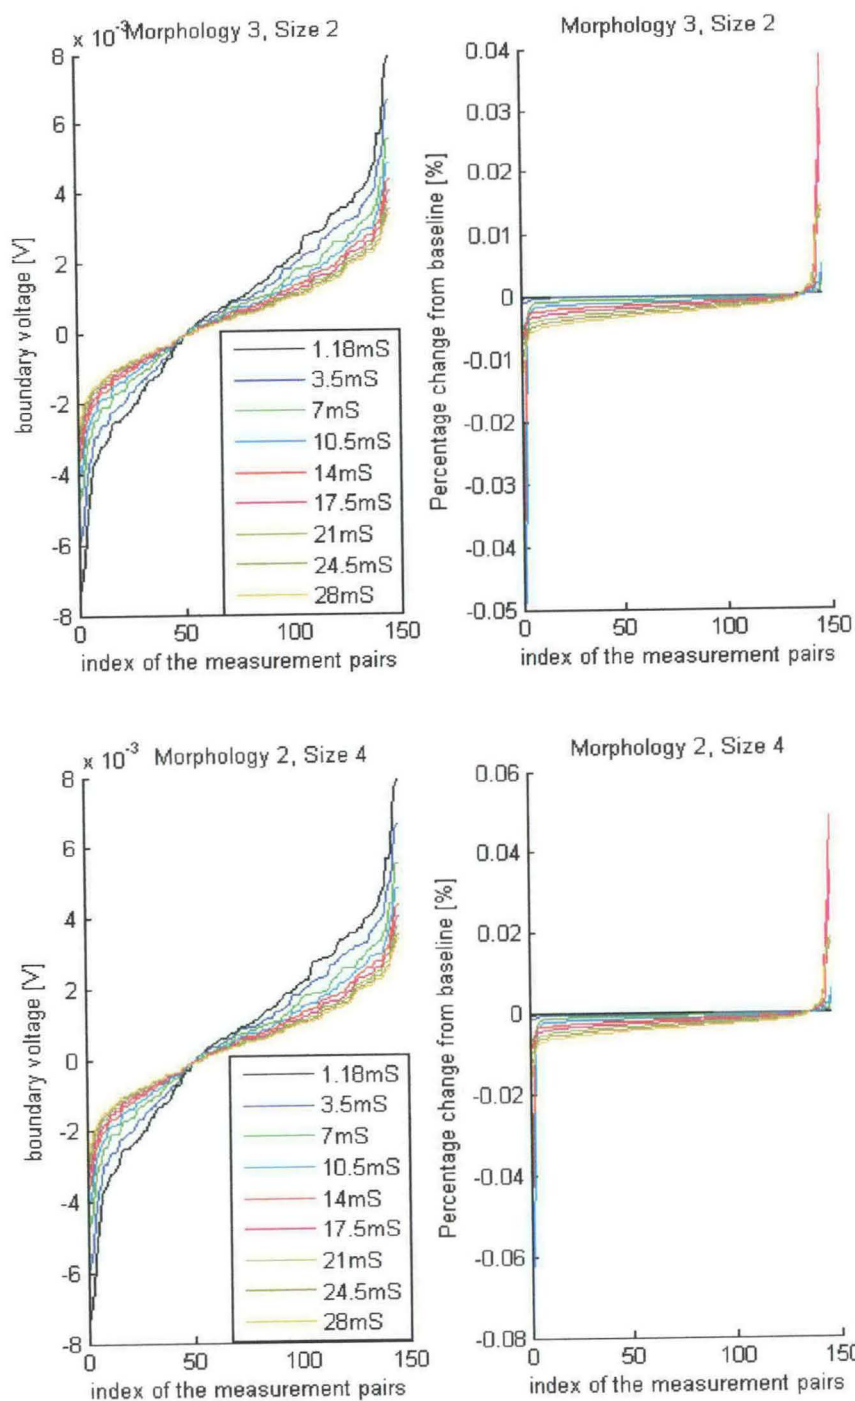 x 10-3
Morphology 3, Size 2
8
6
4
2
0
-2
-4
-6
-8
boundary voltage [V]
1.18mS
3.5mS
7mS
10.5mS
14mS
17.5mS
21mS
24.5mS
28mS
0
50
100
150
index of the measurement pairs
Morphology 3, Size 2
0.04
0.03
0.02
0.01
0
-0.01
-0.02
-0.03
-0.04
-0.05
Percentage change from baseline [%]
0
50
100
150
index of the measurement pairs
x 10-3
Morphology 2, Size 4
8
6
4
2
0
-2
-4
-6
-8
boundary voltage [V]
1.18mS
3.5mS
7mS
10.5mS
14mS
17.5mS
21mS
24.5mS
28mS
0
50
100
150
index of the measurement pairs
Morphology 2, Size 4
0.06
0.04
0.02
0
-0.02
-0.04
-0.06
-0.08
Percentage change from baseline [%]
0
50
100
150
index of the measurement pairs